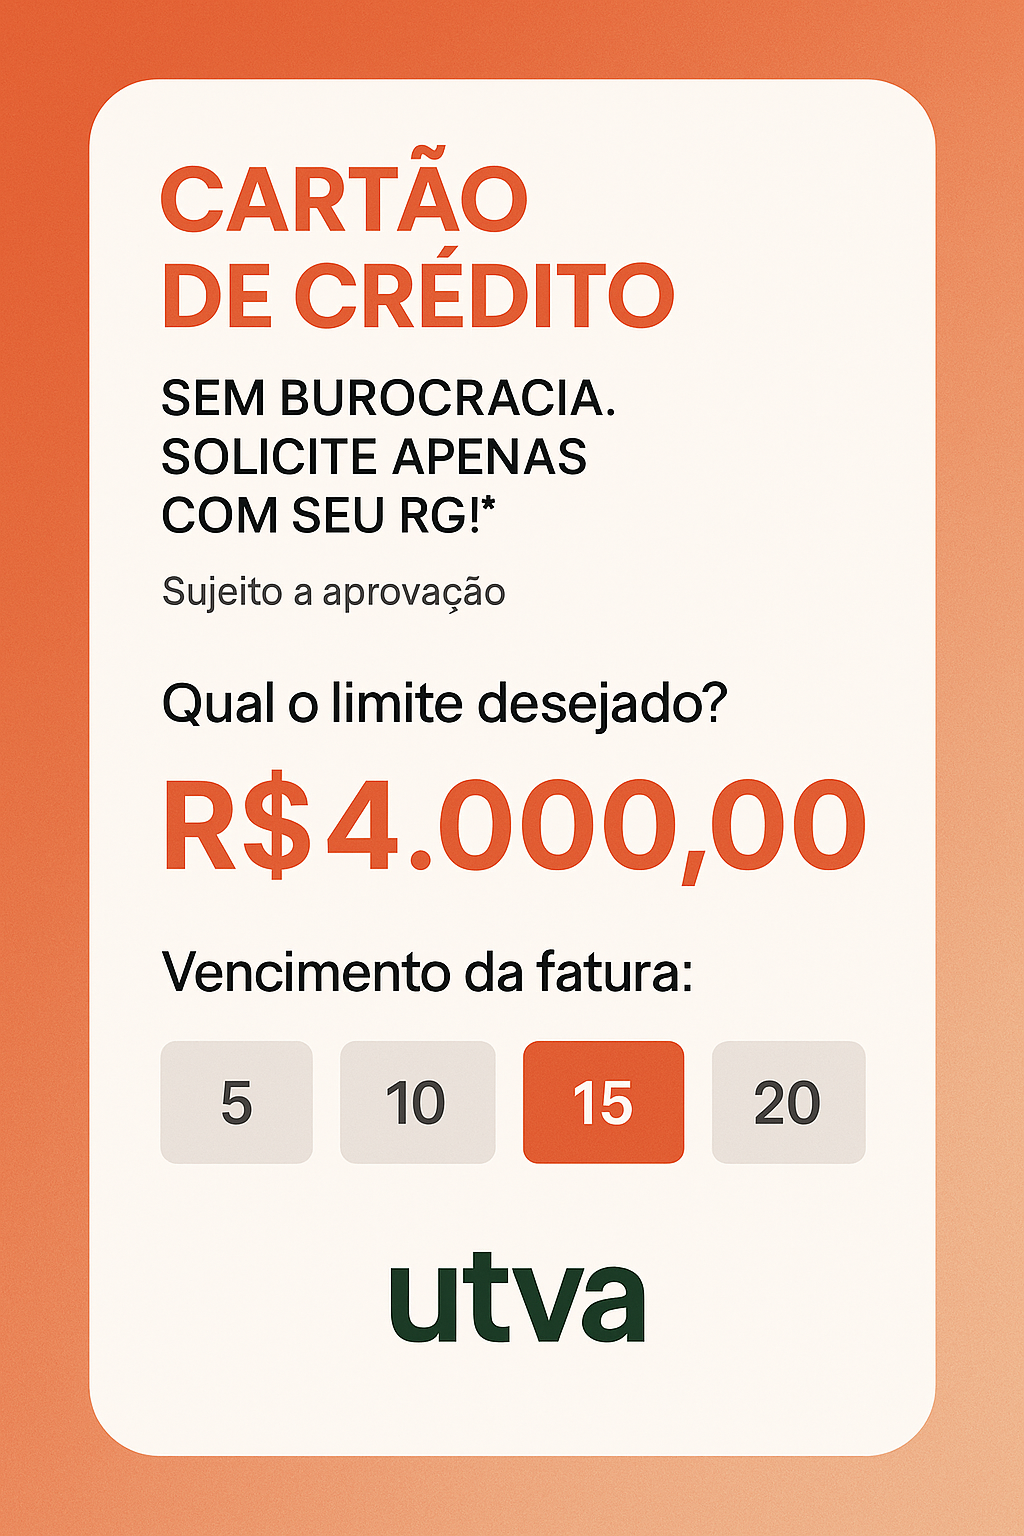 CARTÃO
DE CRÉDITO
SEM BUROCRACIA.
SOLICITE APENAS
COM SEU RG!*
Sujeito a aprovação
Qual o limite desejado?
R$ 4.000,00
Vencimento da fatura:
5 10 15 20
utva